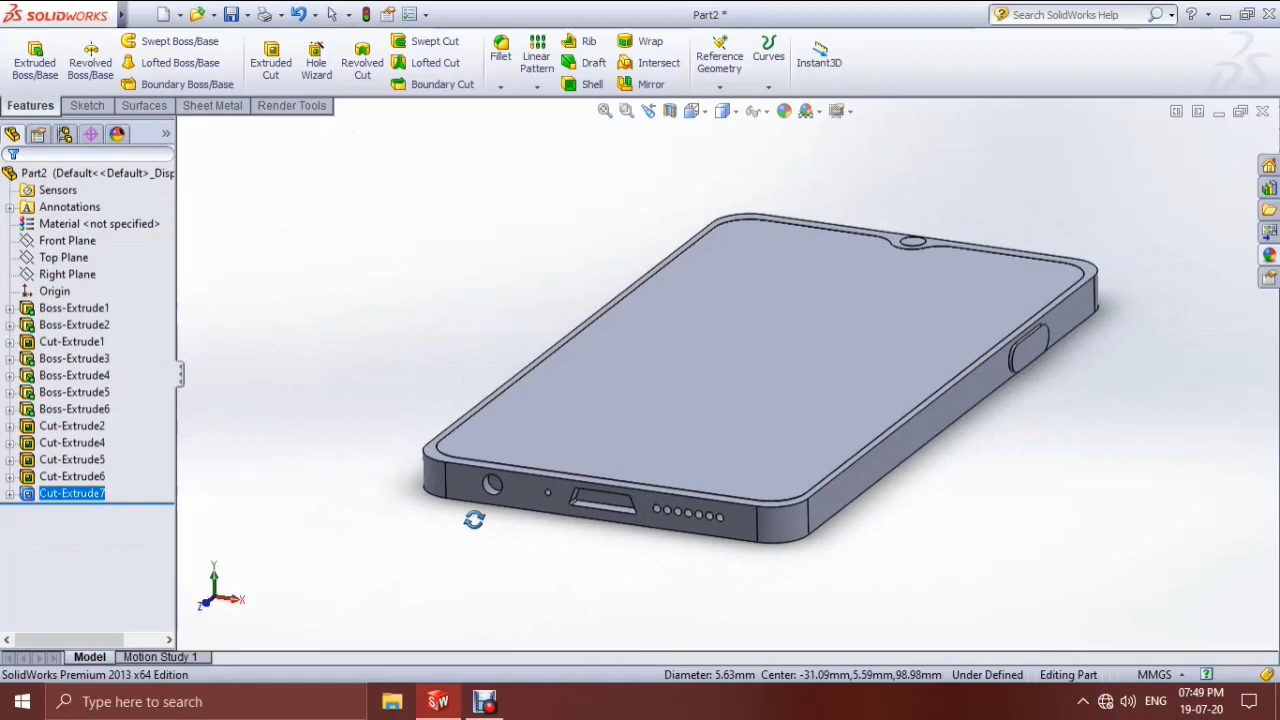 SOLIDWORKS
Part2 *
Search SolidWorks Help
Extruded Boss/Base
Revolved Boss/Base
Swept Boss/Base
Lofted Boss/Base
Boundary Boss/Base
Extruded Cut
Hole Wizard
Revolved Cut
Swept Cut
Lofted Cut
Boundary Cut
Fillet
Linear Pattern
Rib
Draft
Shell
Wrap
Intersect
Mirror
Reference Geometry
Curves
Instant3D
Features
Sketch
Surfaces
Sheet Metal
Render Tools
Part2 (Default<<Default>_Disp
Sensors
Annotations
Material <not specified>
Front Plane
Top Plane
Right Plane
Origin
Boss-Extrude1
Boss-Extrude2
Cut-Extrude1
Boss-Extrude3
Boss-Extrude4
Boss-Extrude5
Boss-Extrude6
Cut-Extrude2
Cut-Extrude4
Cut-Extrude5
Cut-Extrude6
Cut-Extrude7
Y
X
Z
Model
Motion Study 1
SolidWorks Premium 2013 x64 Edition
Diameter: 5.63mm Center: -31.09mm,5.59mm,98.98mm
Under Defined
Editing Part
MMGS
Type here to search
SW
ENG
07:49 PM
19-07-20